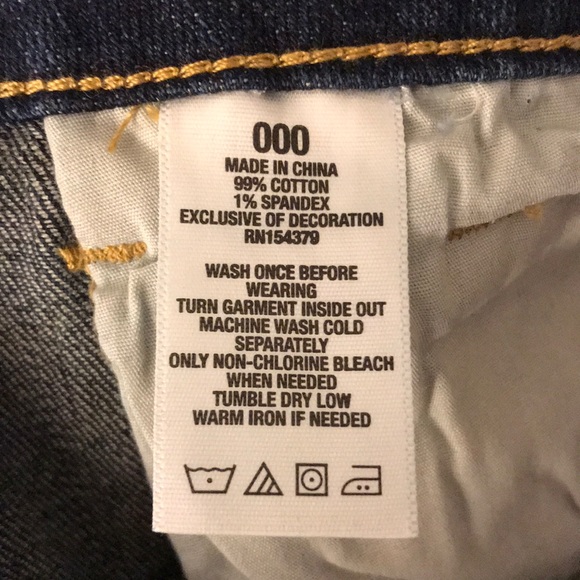 000
MADE IN CHINA
99% COTTON
1% SPANDEX
EXCLUSIVE OF DECORATION
RN154379
WASH ONCE BEFORE
WEARING
TURN GARMENT INSIDE OUT
MACHINE WASH COLD
SEPARATELY
ONLY NON-CHLORINE BLEACH
WHEN NEEDED
TUMBLE DRY LOW
WARM IRON IF NEEDED